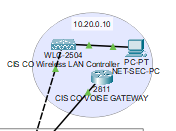 10.20.0.10
WLC-2504
CIS CO Wireless LAN Controller
PC-PT
NET-SEC-PC
2811
CIS CO VOISE GATEWAY